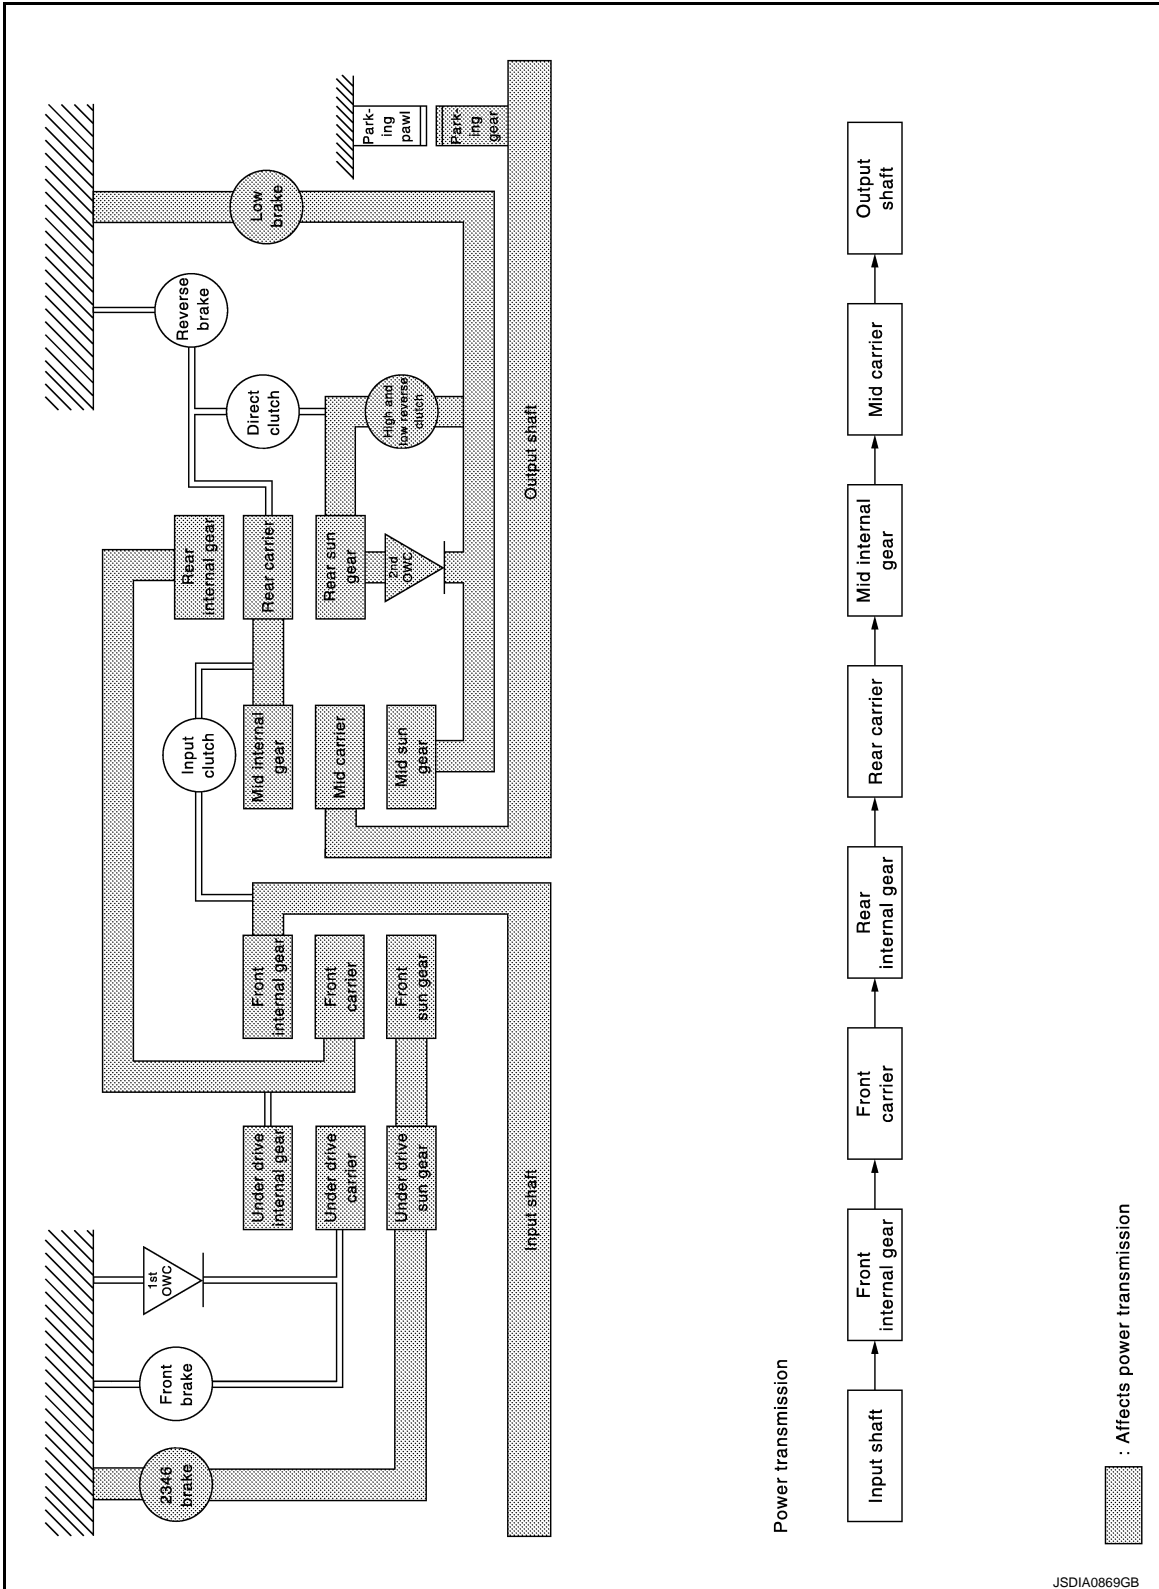 2346
brake
Front
brake
1st
OWC
Under drive
internal gear
Under drive
carrier
Under drive
sun gear
Front
internal gear
Front
carrier
Front
sun gear
Input shaft
Input
clutch
Mid internal
gear
Mid carrier
Mid sun
gear
Rear
internal gear
Rear carrier
Rear sun
gear
2nd
OWC
Direct
clutch
High and
low reverse
clutch
Reverse
brake
Low
brake
Park-
ing
pawl
Park-
ing
gear
Output shaft
Power transmission
Input shaft
Front
internal gear
Front
carrier
Rear
internal gear
Rear carrier
Mid internal
gear
Mid carrier
Output
shaft
: Affects power transmission
JSDIA0869GB